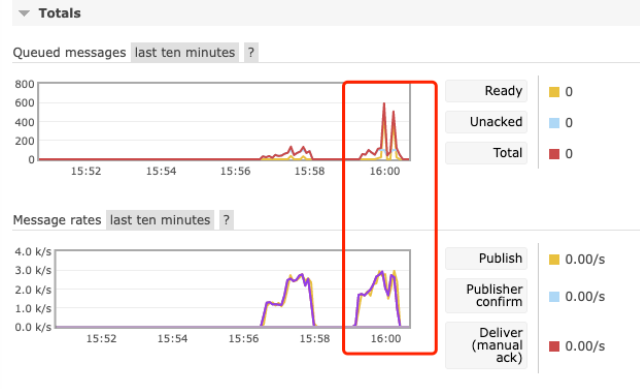 Totals
Queued messages last ten minutes ?
800
600
400
200
0
15:52 15:54 15:56 15:58 16:00
Ready 0
Unacked 0
Total 0
Message rates last ten minutes ?
4.0 k/s
3.0 k/s
2.0 k/s
1.0 k/s
0.0 k/s
15:52 15:54 15:56 15:58 16:00
Publish 0.00/s
Publisher
confirm 0.00/s
Deliver
(manual 0.00/s
ack)